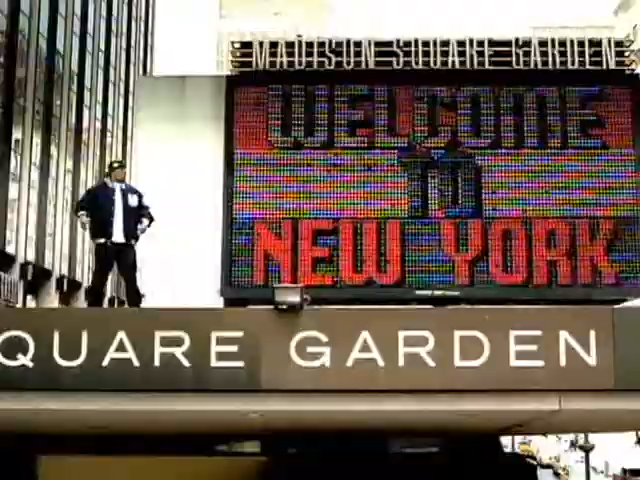 MADISON SQUARE GARDEN
WELCOME
TO
NEW YORK
QUARE GARDEN